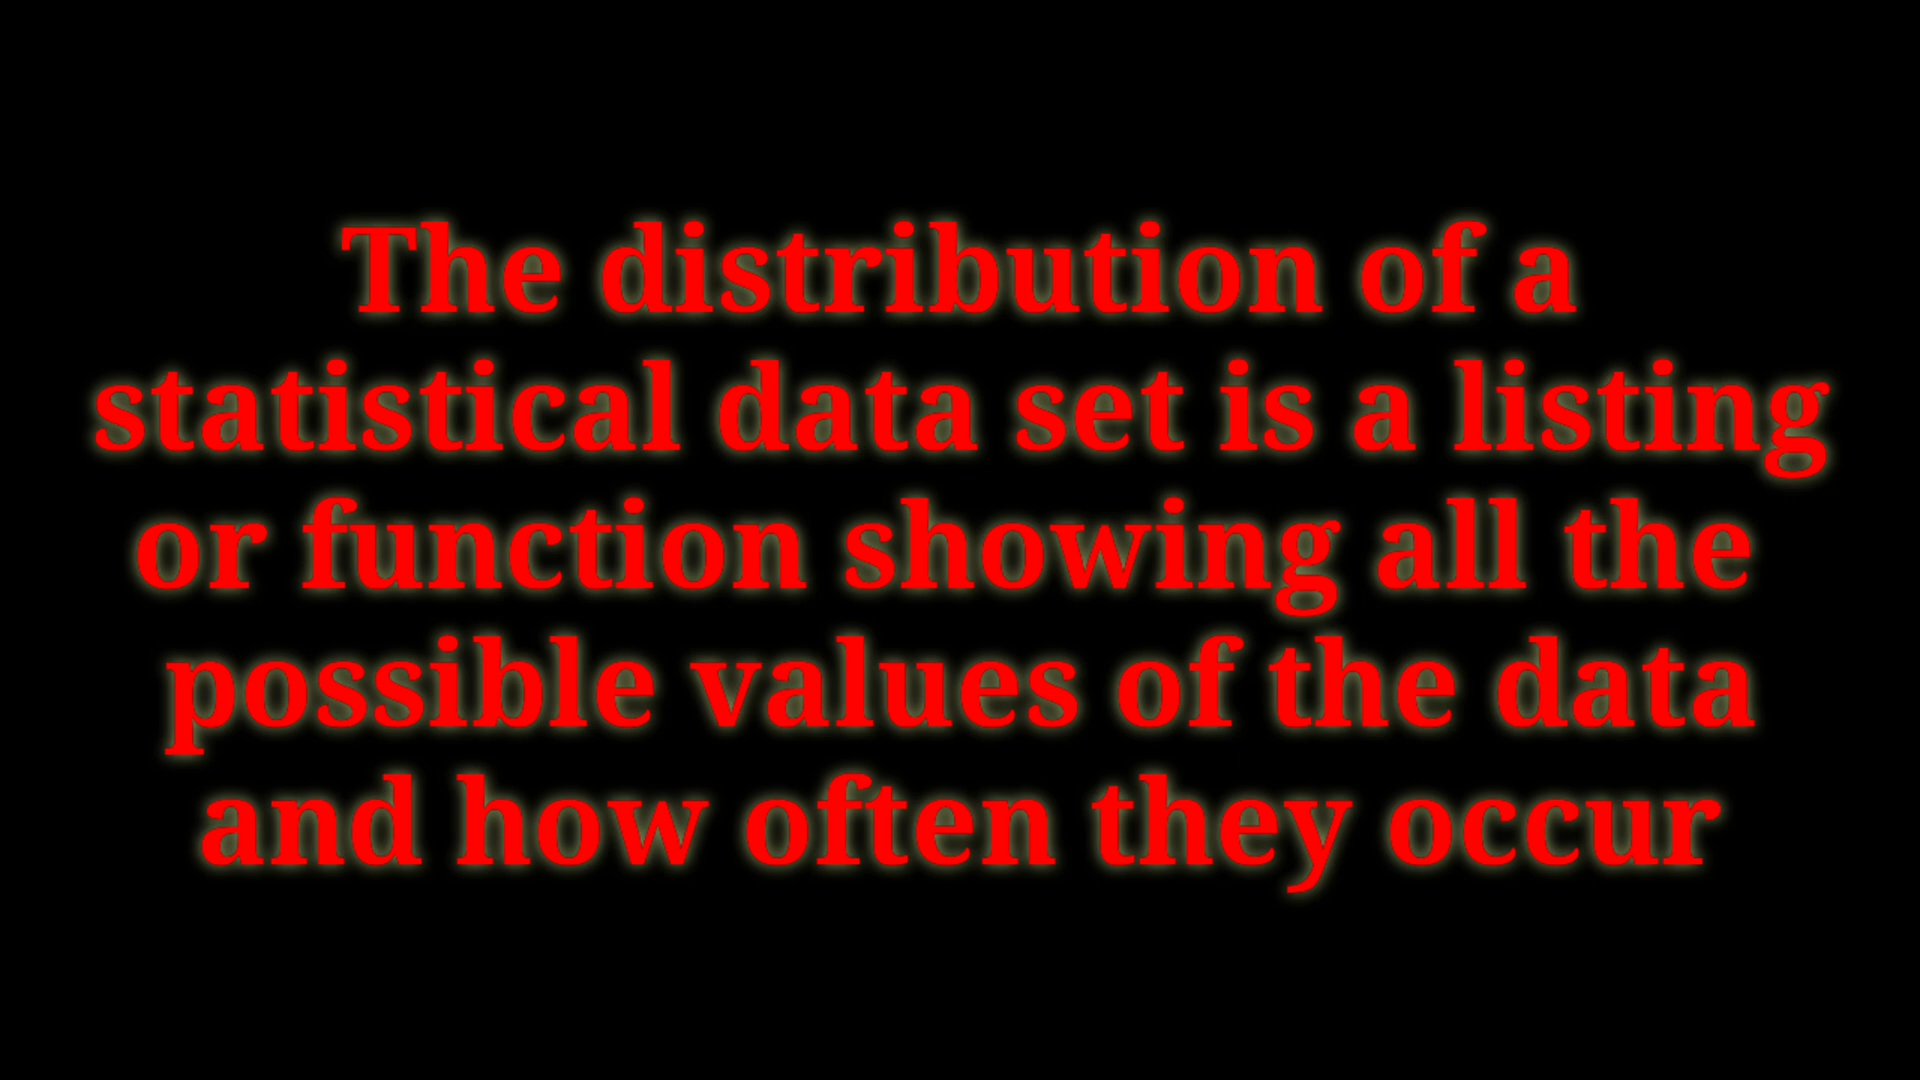 The distribution of a
statistical data set is a listing
or function showing all the
possible values of the data
and how often they occur